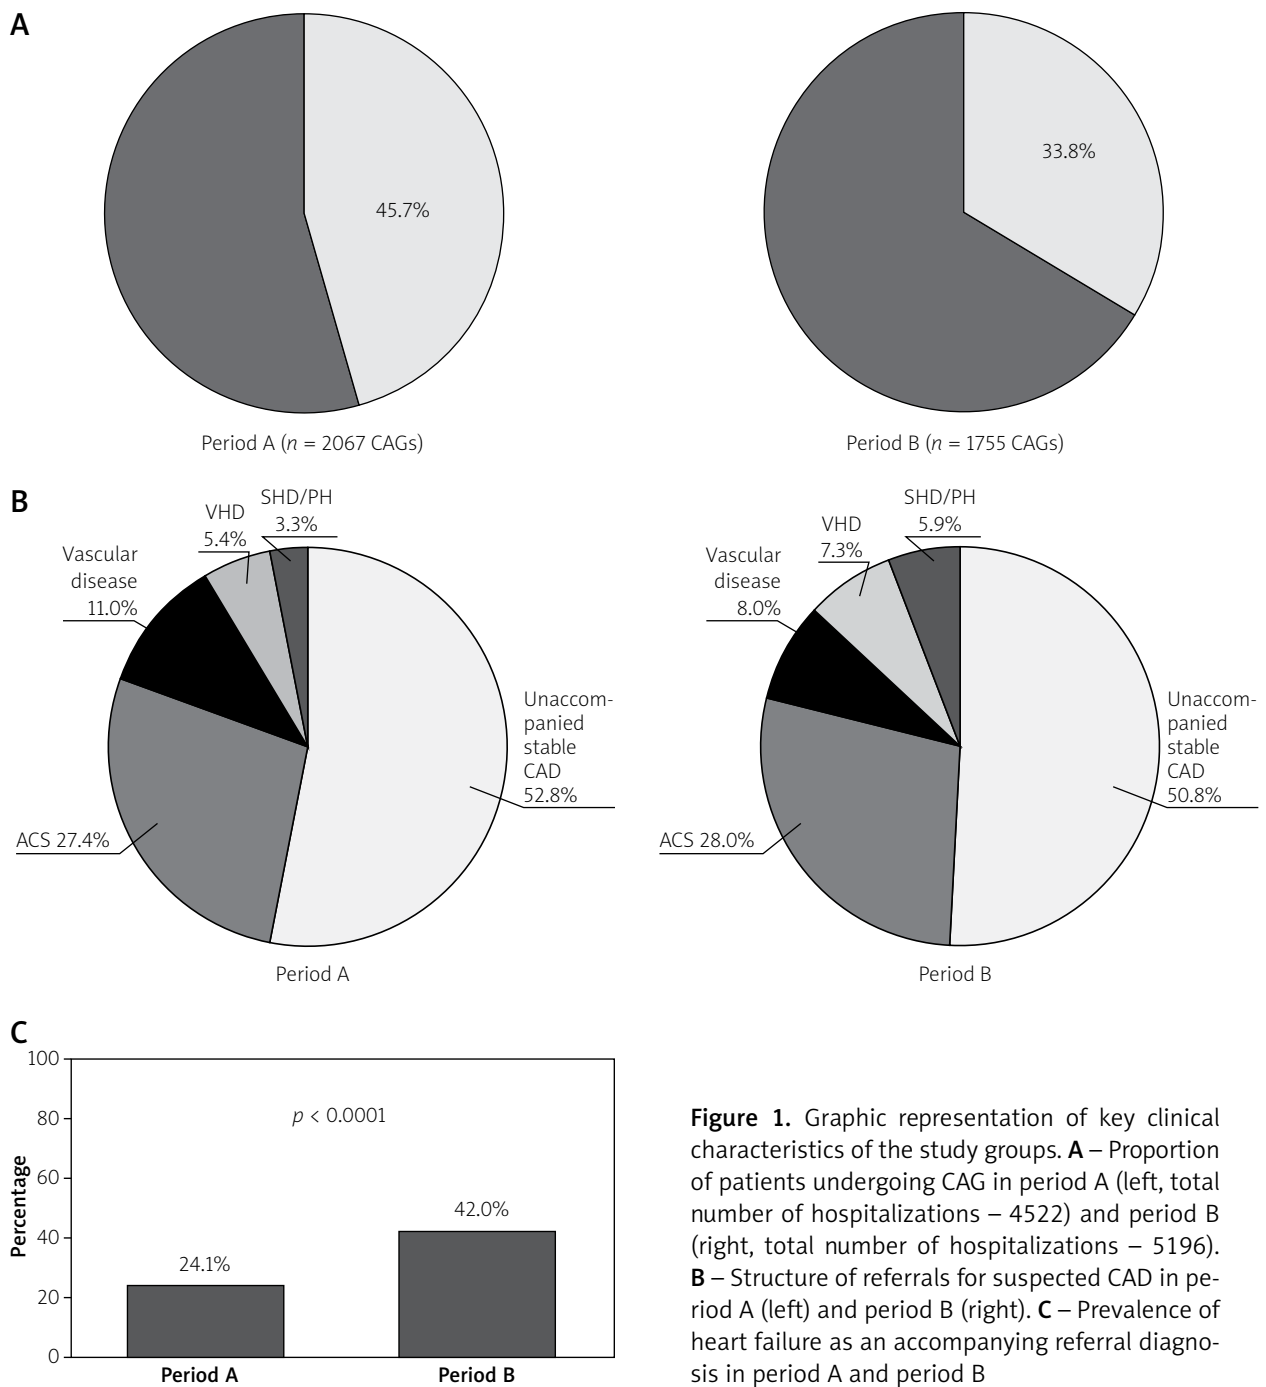 A
45.7%
33.8%
Period A (n = 2067 CAGs)
Period B (n = 1755 CAGs)
B
SHD/PH
3.3%
VHD
5.4%
Vascular
disease
11.0%
Unaccom-
panied
stable
CAD
52.8%
ACS 27.4%
Period A
SHD/PH
5.9%
VHD
7.3%
Vascular
disease
8.0%
Unaccom-
panied
stable
CAD
50.8%
ACS 28.0%
Period B
C
Percentage
100
80
60
40
20
0
p < 0.0001
24.1%
42.0%
Period A
Period B
Figure 1. Graphic representation of key clinical
characteristics of the study groups. A – Proportion
of patients undergoing CAG in period A (left, total
number of hospitalizations – 4522) and period B
(right, total number of hospitalizations – 5196).
B – Structure of referrals for suspected CAD in pe-
riod A (left) and period B (right). C – Prevalence of
heart failure as an accompanying referral diagno-
sis in period A and period B